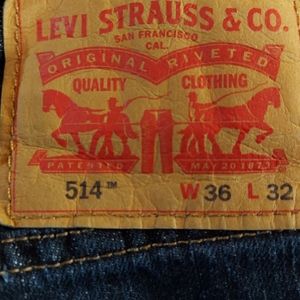 LEVI STRAUSS & CO.
SAN FRANCISCO
CAL.
ORIGINAL RIVETED
QUALITY CLOTHING
PATENTED MAY 20 1873
514™ W 36 L 32